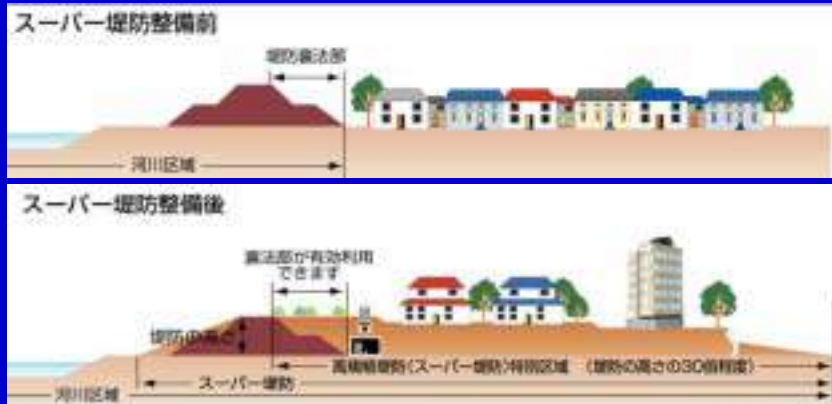 スーパー堤防整備前
堤防裏法部
河川区域
スーパー堤防整備後
裏法部が有効利用
できます
堤防の高さ
高規格堤防(スーパー堤防)特別区域 (堤防の高さの30倍程度)
スーパー堤防
河川区域